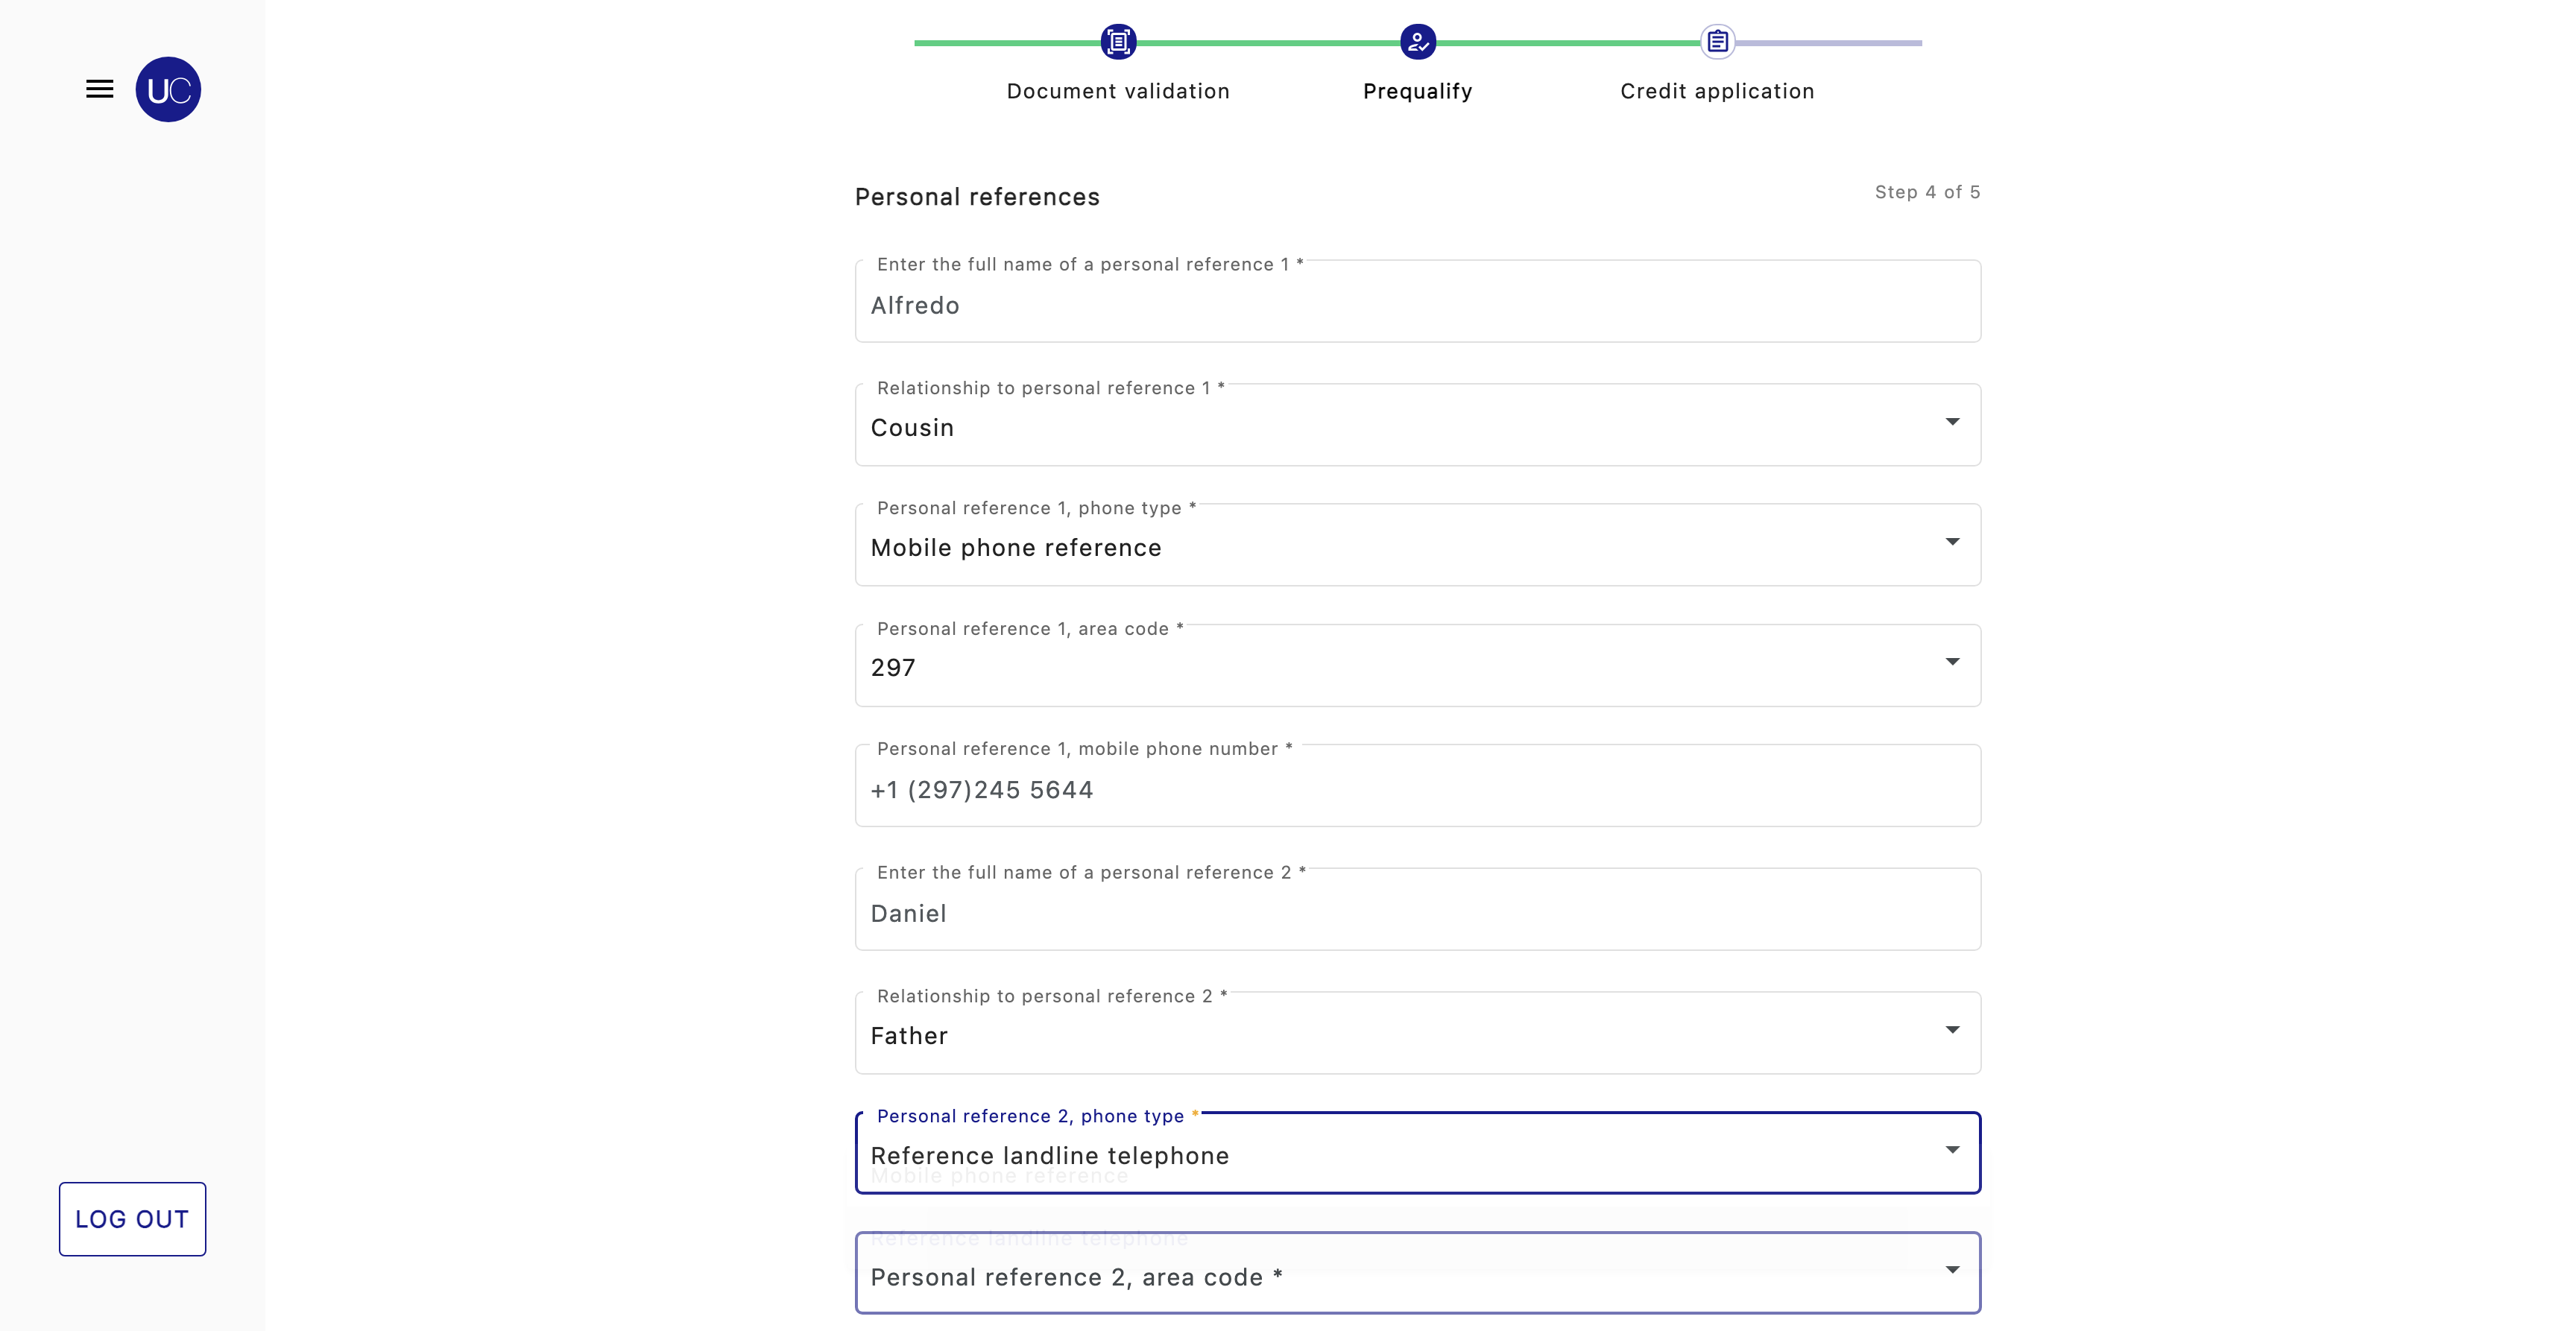 UC
Document validation
Prequalify
Credit application
Personal references
Step 4 of 5
Enter the full name of a personal reference 1 *
Alfredo
Relationship to personal reference 1 *
Cousin
Personal reference 1, phone type *
Mobile phone reference
Personal reference 1, area code *
297
Personal reference 1, mobile phone number *
+1 (297)245 5644
Enter the full name of a personal reference 2 *
Daniel
Relationship to personal reference 2 *
Father
Personal reference 2, phone type *
Reference landline telephone
Mobile phone reference
LOG OUT
Reference landline telephone
Personal reference 2, area code *